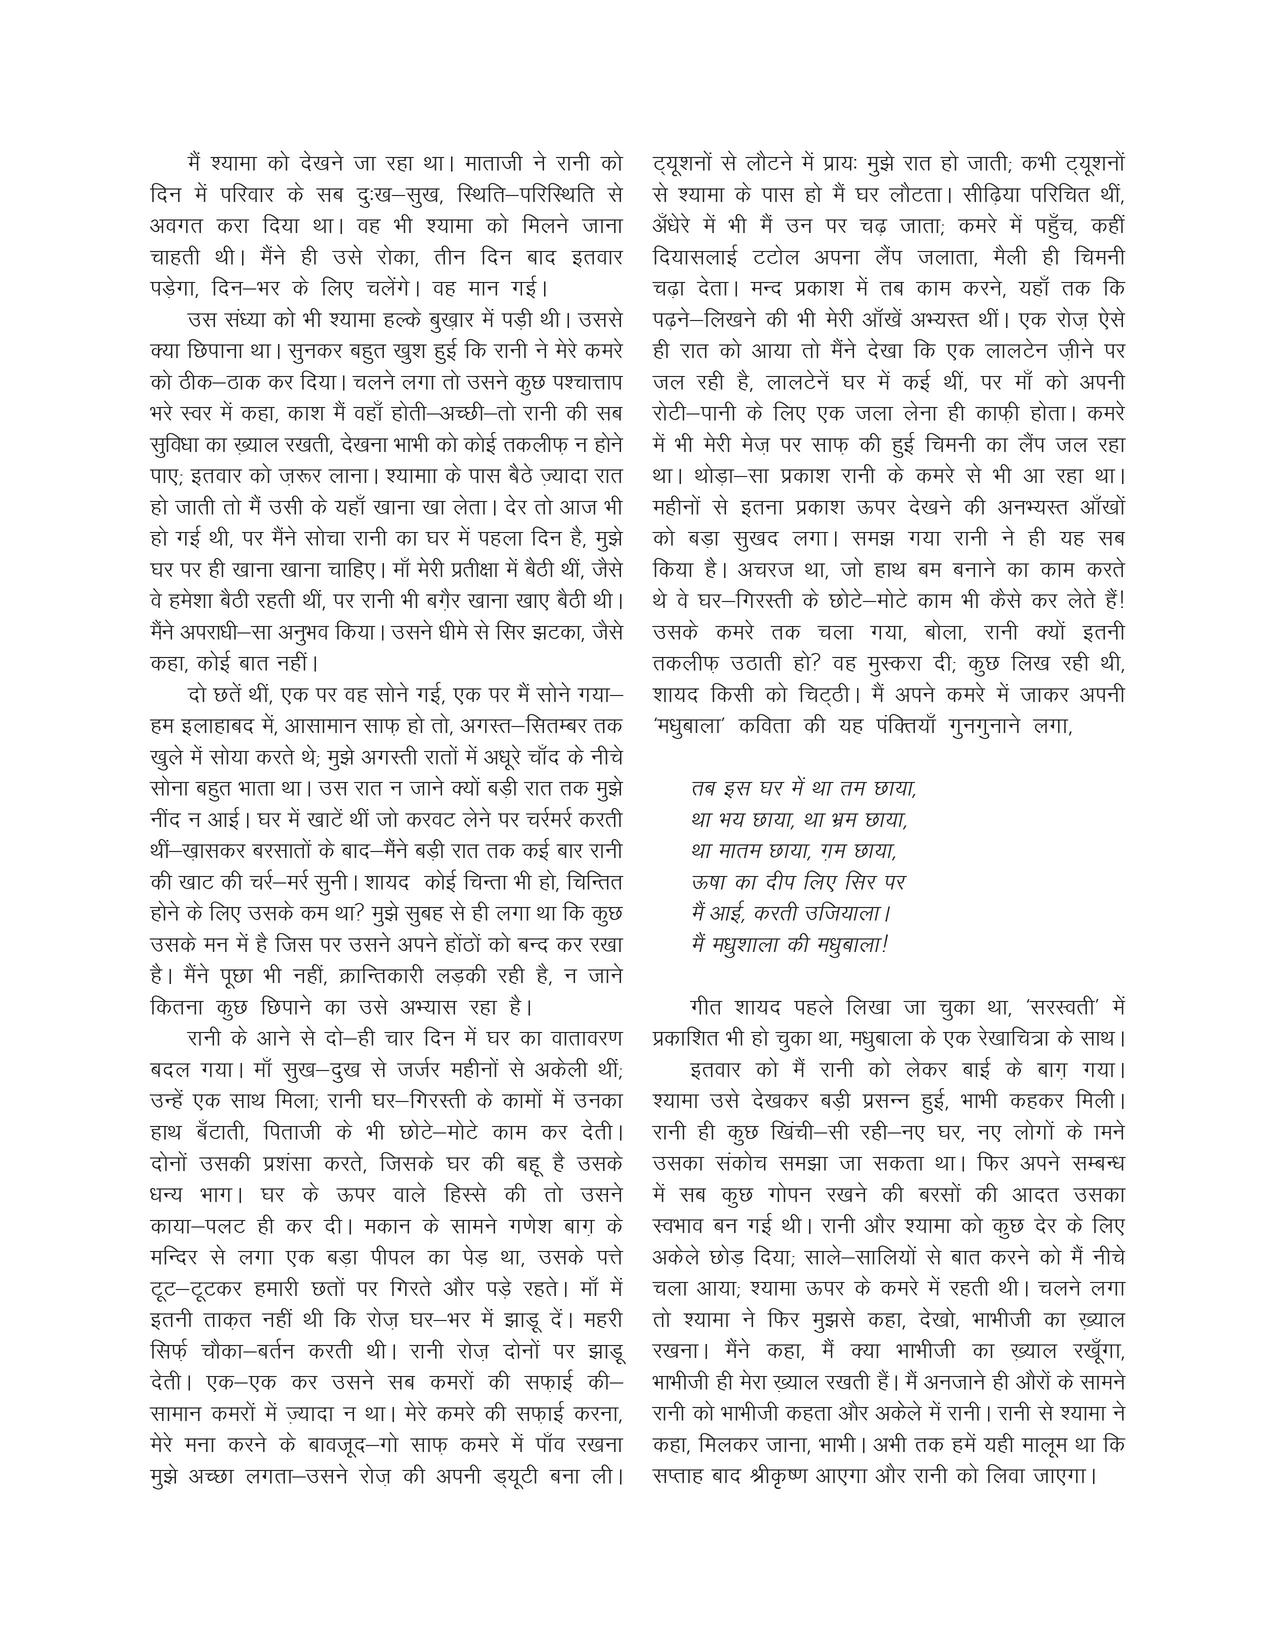 मैं श्यामा को देखने जा रहा था। माताजी ने रानी को
दिन में परिवार के सब दुःख–सुख, स्थिति–परिस्थिति से
अवगत करा दिया था। वह भी श्यामा को मिलने जाना
चाहती थी। मैंने ही उसे रोका, तीन दिन बाद इतवार
पड़ेगा, दिन–भर के लिए चलेंगे। वह मान गई।
उस संध्या को भी श्यामा हल्के बुख़ार में पड़ी थी। उससे
क्या छिपाना था। सुनकर बहुत खुश हुई कि रानी ने मेरे कमरे
को ठीक–ठाक कर दिया। चलने लगा तो उसने कुछ पश्चात्ताप
भरे स्वर में कहा, काश मैं वहाँ होती–अच्छी–तो रानी की सब
सुविधा का ख़्याल रखती, देखना भाभी को कोई तकलीफ़ न होने
पाए; इतवार को ज़रूर लाना। श्यामाा के पास बैठे ज़्यादा रात
हो जाती तो मैं उसी के यहाँ खाना खा लेता। देर तो आज भी
हो गई थी, पर मैंने सोचा रानी का घर में पहला दिन है, मुझे
घर पर ही खाना खाना चाहिए। माँ मेरी प्रतीक्षा में बैठी थीं, जैसे
वे हमेशा बैठी रहती थीं, पर रानी भी बग़ैर खाना खाए बैठी थी।
मैंने अपराधी–सा अनुभव किया। उसने धीमे से सिर झटका, जैसे
कहा, कोई बात नहीं।
दो छतें थीं, एक पर वह सोने गई, एक पर मैं सोने गया–
हम इलाहाबद में, आसामान साफ़ हो तो, अगस्त–सितम्बर तक
खुले में सोया करते थे; मुझे अगस्ती रातों में अधूरे चाँद के नीचे
सोना बहुत भाता था। उस रात न जाने क्यों बड़ी रात तक मुझे
नींद न आई। घर में खाटें थीं जो करवट लेने पर चर्रमर्र करती
थीं–ख़ासकर बरसातों के बाद–मैंने बड़ी रात तक कई बार रानी
की खाट की चर्र–मर्र सुनी। शायद कोई चिन्ता भी हो, चिन्तित
होने के लिए उसके कम था? मुझे सुबह से ही लगा था कि कुछ
उसके मन में है जिस पर उसने अपने होंठों को बन्द कर रखा
है। मैंने पूछा भी नहीं, क्रान्तिकारी लड़की रही है, न जाने
कितना कुछ छिपाने का उसे अभ्यास रहा है।
रानी के आने से दो–ही चार दिन में घर का वातावरण
बदल गया। माँ सुख–दुख से जर्जर महीनों से अकेली थीं;
उन्हें एक साथ मिला; रानी घर–गिरस्ती के कामों में उनका
हाथ बँटाती, पिताजी के भी छोटे–मोटे काम कर देती।
दोनों उसकी प्रशंसा करते, जिसके घर की बहू है उसके
धन्य भाग। घर के ऊपर वाले हिस्से की तो उसने
काया–पलट ही कर दी। मकान के सामने गणेश बाग़ के
मन्दिर से लगा एक बड़ा पीपल का पेड़ था, उसके पत्ते
टूट–टूटकर हमारी छतों पर गिरते और पड़े रहते। माँ में
इतनी ताक़त नहीं थी कि रोज़ घर–भर में झाडू दें। महरी
सिर्फ़ चौका–बर्तन करती थी। रानी रोज़ दोनों पर झाडू
देती। एक–एक कर उसने सब कमरों की सफ़ाई की–
सामान कमरों में ज़्यादा न था। मेरे कमरे की सफ़ाई करना,
मेरे मना करने के बावजूद–गो साफ़ कमरे में पाँव रखना
मुझे अच्छा लगता–उसने रोज़ की अपनी ड्यूटी बना ली।
ट्यूशनों से लौटने में प्रायः मुझे रात हो जाती; कभी ट्यूशनों
से श्यामा के पास हो मैं घर लौटता। सीढ़िया परिचित थीं,
अँधेरे में भी मैं उन पर चढ़ जाता; कमरे में पहुँच, कहीं
दियासलाई टटोल अपना लैंप जलाता, मैली ही चिमनी
चढ़ा देता। मन्द प्रकाश में तब काम करने, यहाँ तक कि
पढ़ने–लिखने की भी मेरी आँखें अभ्यस्त थीं। एक रोज़ ऐसे
ही रात को आया तो मैंने देखा कि एक लालटेन ज़ीने पर
जल रही है, लालटेनें घर में कई थीं, पर माँ को अपनी
रोटी–पानी के लिए एक जला लेना ही काफ़ी होता। कमरे
में भी मेरी मेज़ पर साफ़ की हुई चिमनी का लैंप जल रहा
था। थोड़ा–सा प्रकाश रानी के कमरे से भी आ रहा था।
महीनों से इतना प्रकाश ऊपर देखने की अनभ्यस्त आँखों
को बड़ा सुखद लगा। समझ गया रानी ने ही यह सब
किया है। अचरज था, जो हाथ बम बनाने का काम करते
थे वे घर–गिरस्ती के छोटे–मोटे काम भी कैसे कर लेते हैं!
उसके कमरे तक चला गया, बोला, रानी क्यों इतनी
तकलीफ़ उठाती हो? वह मुस्करा दी; कुछ लिख रही थी,
शायद किसी को चिट्ठी। मैं अपने कमरे में जाकर अपनी
'मधुबाला' कविता की यह पंक्तियाँ गुनगुनाने लगा,
तब इस घर में था तम छाया,
था भय छाया, था भ्रम छाया,
था मातम छाया, ग़म छाया,
ऊषा का दीप लिए सिर पर
मैं आई, करती उजियाला।
मैं मधुशाला की मधुबाला!
गीत शायद पहले लिखा जा चुका था, 'सरस्वती' में
प्रकाशित भी हो चुका था, मधुबाला के एक रेखाचित्रा के साथ।
इतवार को मैं रानी को लेकर बाई के बाग़ गया।
श्यामा उसे देखकर बड़ी प्रसन्न हुई, भाभी कहकर मिली।
रानी ही कुछ खिंची–सी रही–नए घर, नए लोगों के ामने
उसका संकोच समझा जा सकता था। फिर अपने सम्बन्ध
में सब कुछ गोपन रखने की बरसों की आदत उसका
स्वभाव बन गई थी। रानी और श्यामा को कुछ देर के लिए
अकेले छोड़ दिया; साले–सालियों से बात करने को मैं नीचे
चला आया; श्यामा ऊपर के कमरे में रहती थी। चलने लगा
तो श्यामा ने फिर मुझसे कहा, देखो, भाभीजी का ख़्याल
रखना। मैंने कहा, मैं क्या भाभीजी का ख़्याल रखूँगा,
भाभीजी ही मेरा ख़्याल रखती हैं। मैं अनजाने ही औरों के सामने
रानी को भाभीजी कहता और अकेले में रानी। रानी से श्यामा ने
कहा, मिलकर जाना, भाभी। अभी तक हमें यही मालूम था कि
सप्ताह बाद श्रीकृष्ण आएगा और रानी को लिवा जाएगा।